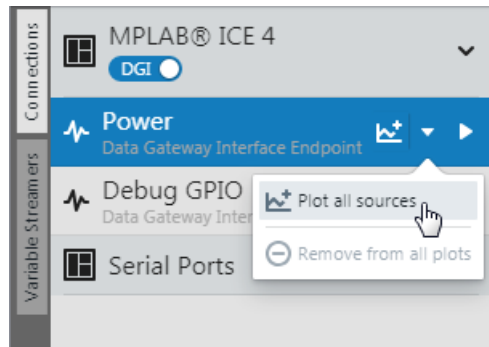 Connections
Variable Streamers
MPLAB® ICE 4
DGI
Power
Data Gateway Interface Endpoint
Debug GPIO
Data Gateway Inter
Plot all sources
Remove from all plots
Serial Ports